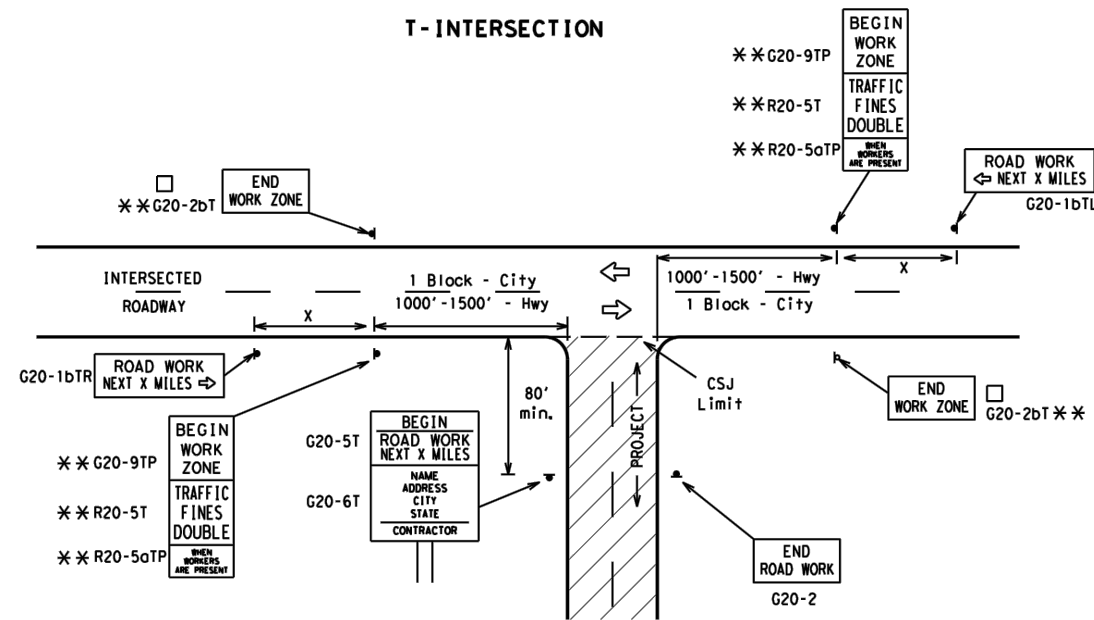 T-INTERSECTION
BEGIN
WORK
ZONE
TRAFFIC
FINES
DOUBLE
WHEN
WORKERS
ARE PRESENT
**G20-9TP
**R20-5T
**R20-5aTP
ROAD WORK
⇦ NEXT X MILES
G20-1bTL
END
WORK ZONE
□
**G20-2bT
INTERSECTED
ROADWAY
1 Block - City
1000'-1500' - Hwy
X
1000'-1500' - Hwy
1 Block - City
X
G20-1bTR
ROAD WORK
NEXT X MILES ⇨
80'
min.
CSJ
Limit
PROJECT
END
WORK ZONE
□
G20-2bT**
BEGIN
WORK
ZONE
TRAFFIC
FINES
DOUBLE
WHEN
WORKERS
ARE PRESENT
**G20-9TP
**R20-5T
**R20-5aTP
G20-5T
BEGIN
ROAD WORK
NEXT X MILES
G20-6T
NAME
ADDRESS
CITY
STATE
CONTRACTOR
END
ROAD WORK
G20-2